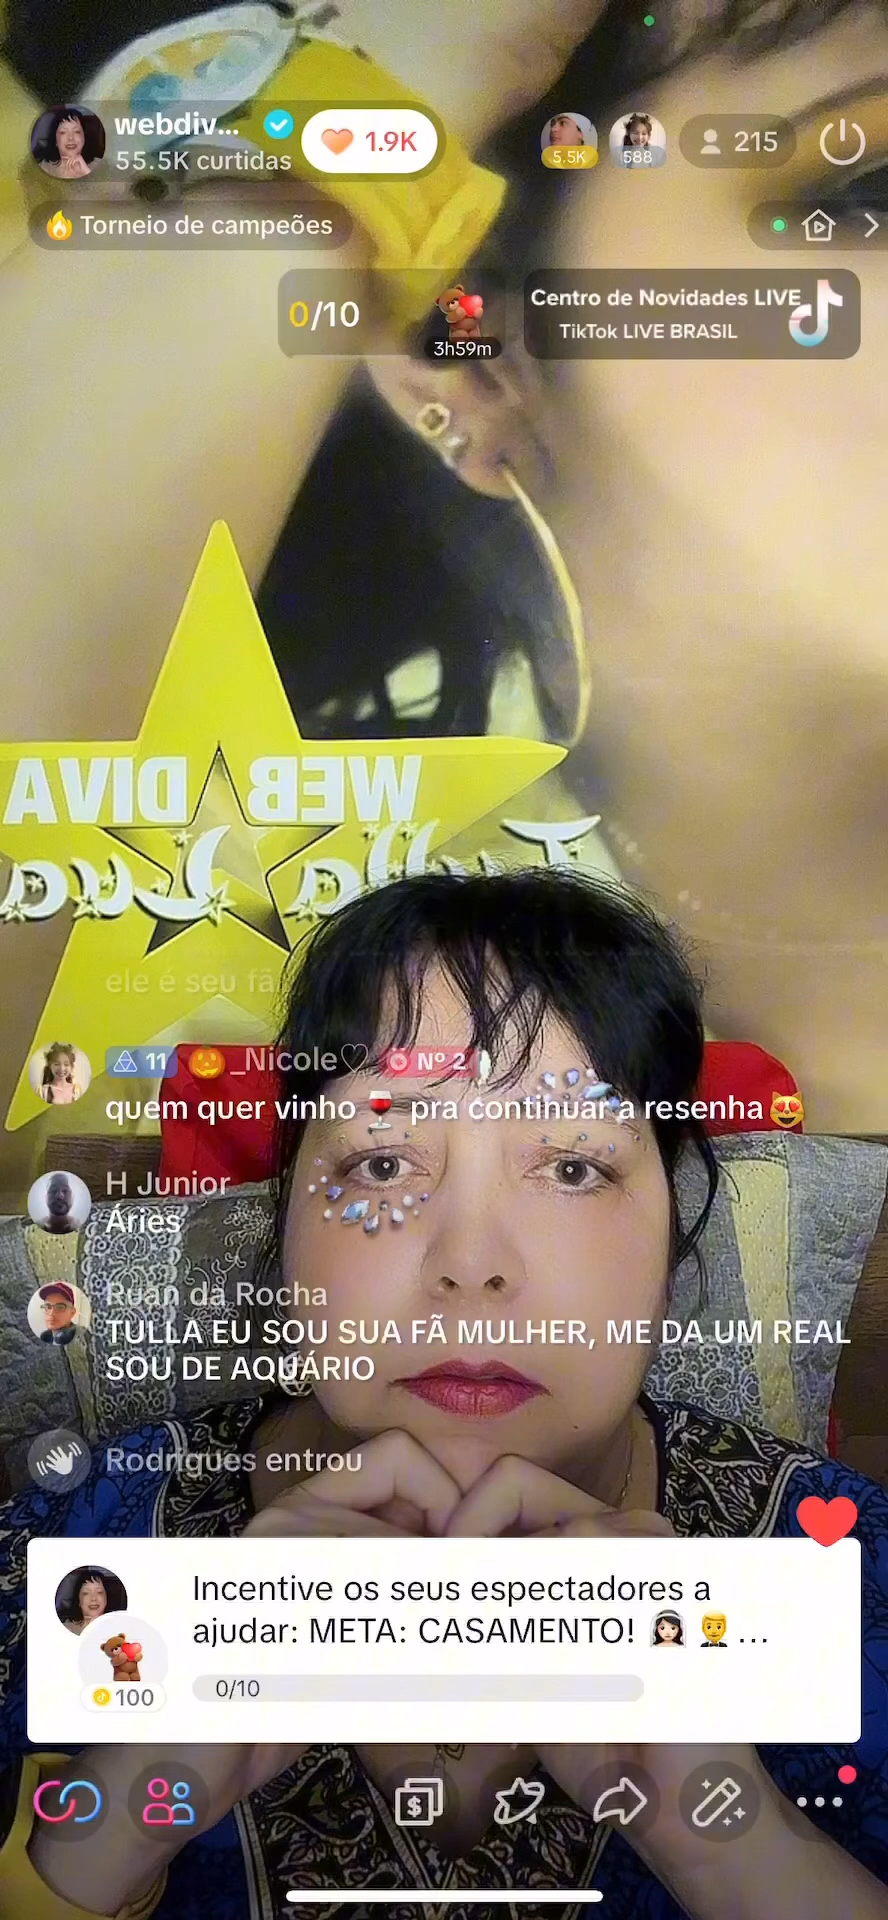 webdiv...
1.9K
55.5K curtidas
5.5K
588
215
Torneio de campeões
0/10
3h59m
Centro de Novidades LIVE
TikTok LIVE BRASIL
WEB DIVA
Tulla Lua
ele é seu fã
11 _Nicole♡ Nº 2
quem quer vinho 🍷 pra continuar a resenha😻
H Junior
Áries
Ruan da Rocha
TULLA EU SOU SUA FÃ MULHER, ME DA UM REAL
SOU DE AQUÁRIO
Rodrigues entrou
Incentive os seus espectadores a
ajudar: META: CASAMENTO! 👰🤵...
100
0/10